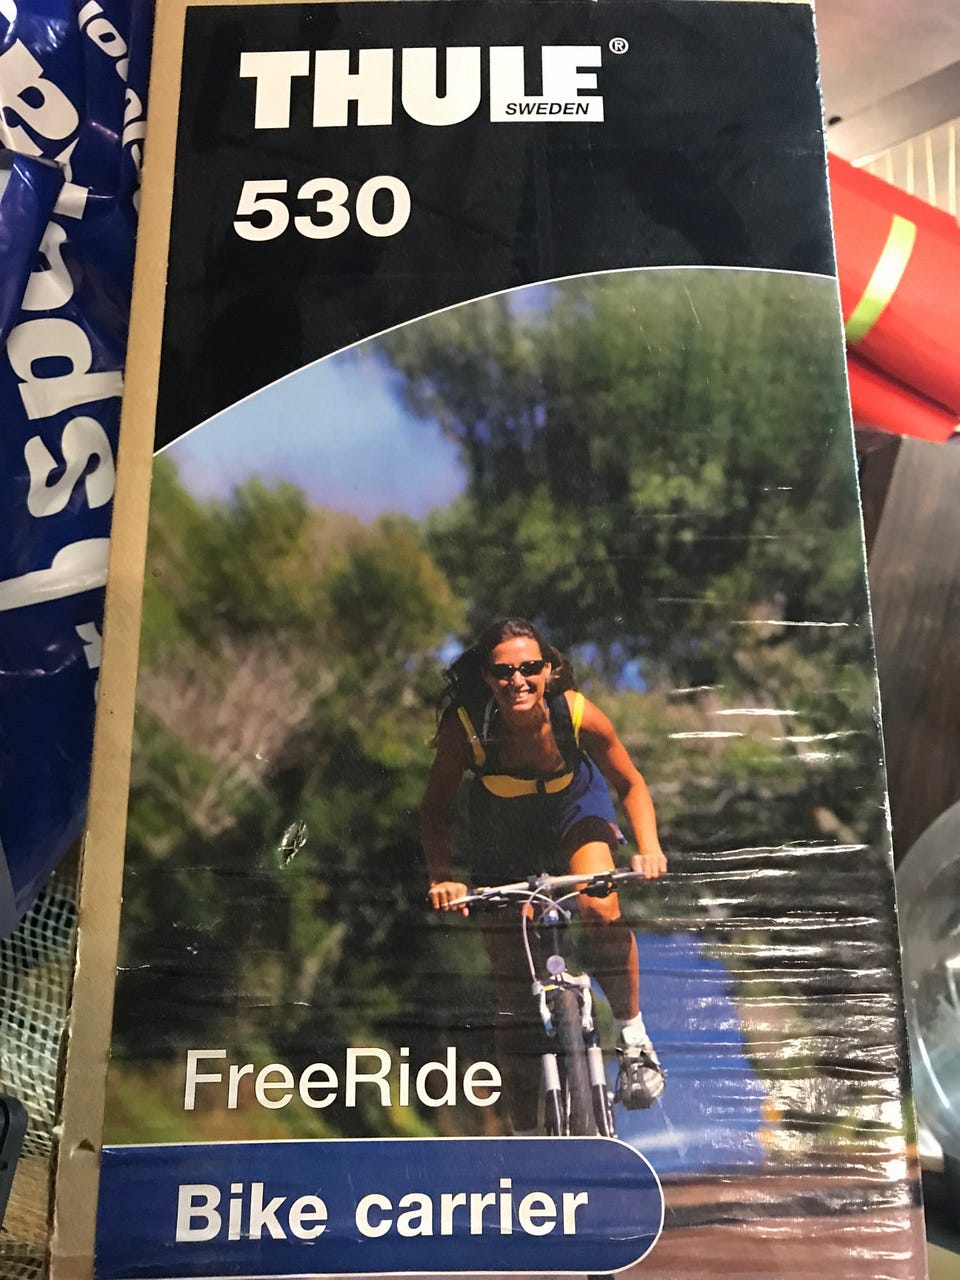 THULE®
SWEDEN
530
FreeRide
Bike carrier